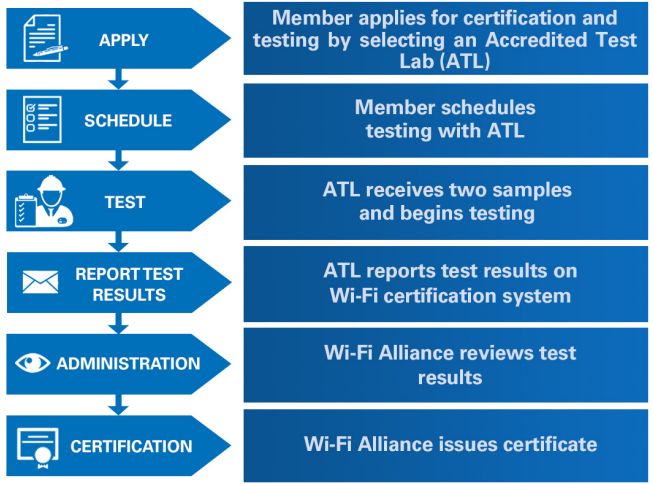 APPLY
Member applies for certification and
testing by selecting an Accredited Test
Lab (ATL)
SCHEDULE
Member schedules
testing with ATL
TEST
ATL receives two samples
and begins testing
REPORT TEST
RESULTS
ATL reports test results on
Wi-Fi certification system
ADMINISTRATION
Wi-Fi Alliance reviews test
results
CERTIFICATION
Wi-Fi Alliance issues certificate